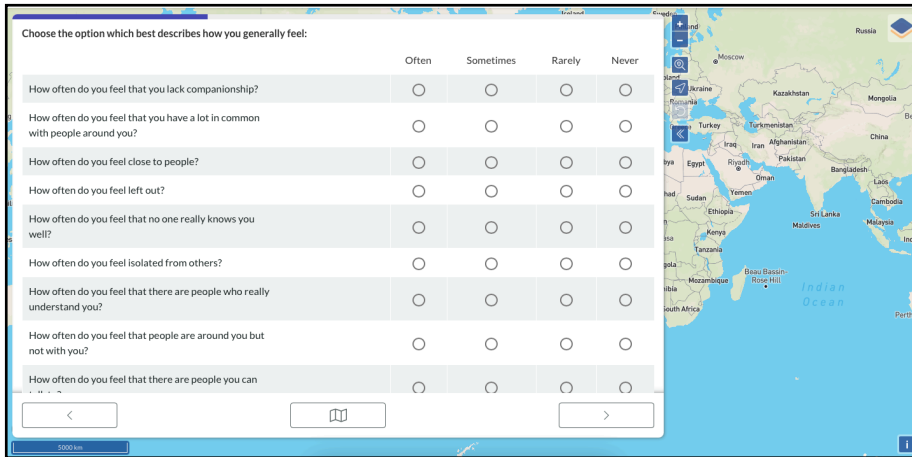 Choose the option which best describes how you generally feel:
Often Sometimes Rarely Never
How often do you feel that you lack companionship?
How often do you feel that you have a lot in common
with people around you?
How often do you feel close to people?
How often do you feel left out?
How often do you feel that no one really knows you
well?
How often do you feel isolated from others?
How often do you feel that there are people who really
understand you?
How often do you feel that people are around you but
not with you?
How often do you feel that there are people you can
5000 km
Russia
Moscow
Ukraine
Kazakhstan
Mongolia
Romania
Turkey
Turkmenistan
China
Iraq
Iran
Afghanistan
Egypt
Riyadh
Pakistan
Bangladesh
Oman
Laos
Sudan
Yemen
Cambodia
Ethiopia
Sri Lanka
Maldives
Malaysia
Kenya
Tanzania
Beau Bassin-
Rose Hill
Mozambique
Indian
Ocean
South Africa
Perth